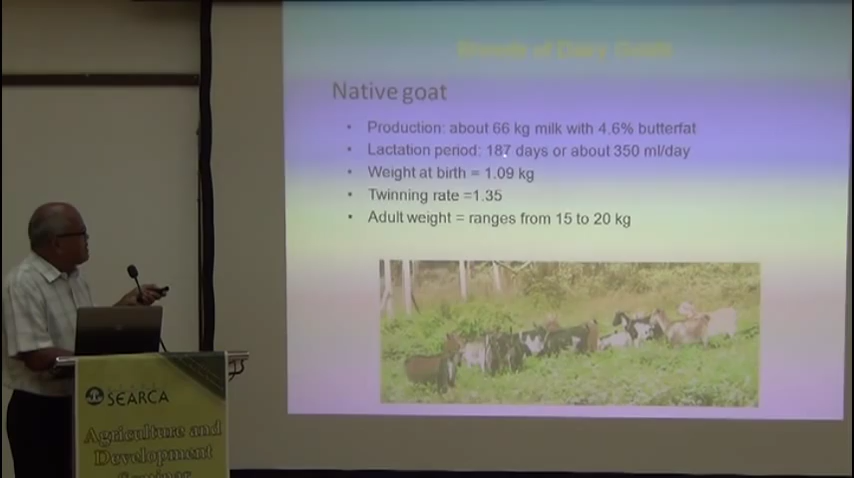 Breeds of Dairy Goats
Native goat
• Production: about 66 kg milk with 4.6% butterfat
• Lactation period: 187 days or about 350 ml/day
• Weight at birth = 1.09 kg
• Twinning rate =1.35
• Adult weight = ranges from 15 to 20 kg
SEARCA
Agriculture and
Development
Seminar